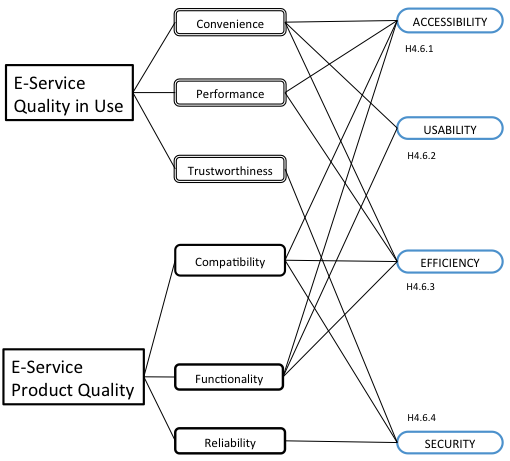 E-Service
Quality in Use
Convenience
Performance
Trustworthiness
ACCESSIBILITY
H4.6.1
USABILITY
H4.6.2
E-Service
Product Quality
Compatibility
Functionality
Reliability
EFFICIENCY
H4.6.3
H4.6.4
SECURITY